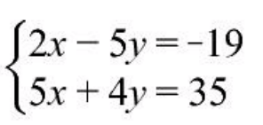 2x − 5y = -19
5x + 4y = 35